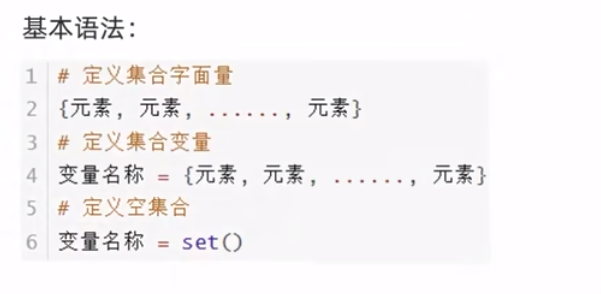 基本语法：
1 # 定义集合字面量
2 {元素, 元素, ......, 元素}
3 # 定义集合变量
4 变量名称 = {元素, 元素, ......, 元素}
5 # 定义空集合
6 变量名称 = set()